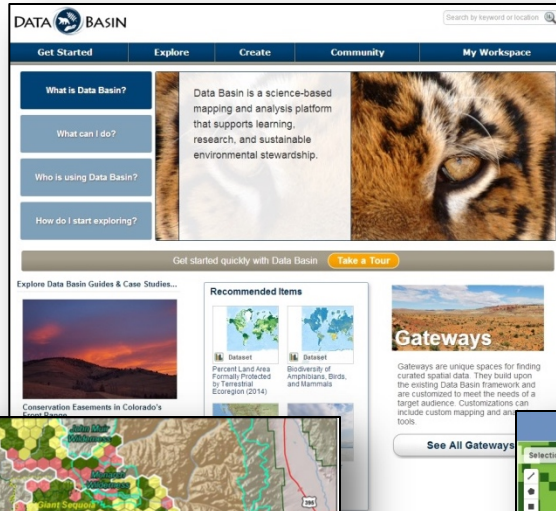 DATA BASIN
Search by keyword or location
Get Started
Explore
Create
Community
My Workspace
What is Data Basin?
What can I do?
Who is using Data Basin?
How do I start exploring?
Data Basin is a science-based
mapping and analysis platform
that supports learning,
research, and sustainable
environmental stewardship.
Get started quickly with Data Basin
Take a Tour
Explore Data Basin Guides & Case Studies...
Conservation Easements in Colorado's
Front Range
Recommended Items
Dataset
Percent Land Area
Formally Protected
by Terrestrial
Ecoregion (2014)
Dataset
Biodiversity of
Amphibians, Birds,
and Mammals
Gateways
Gateways are unique spaces for finding
curated spatial data. They build upon
the existing Data Basin framework and
are customized to meet the needs of a
target audience. Customizations can
include custom mapping and
tools.
See All Gateways
John Muir
Wilderness
Monarch
Wilderness
Giant Sequoia
395